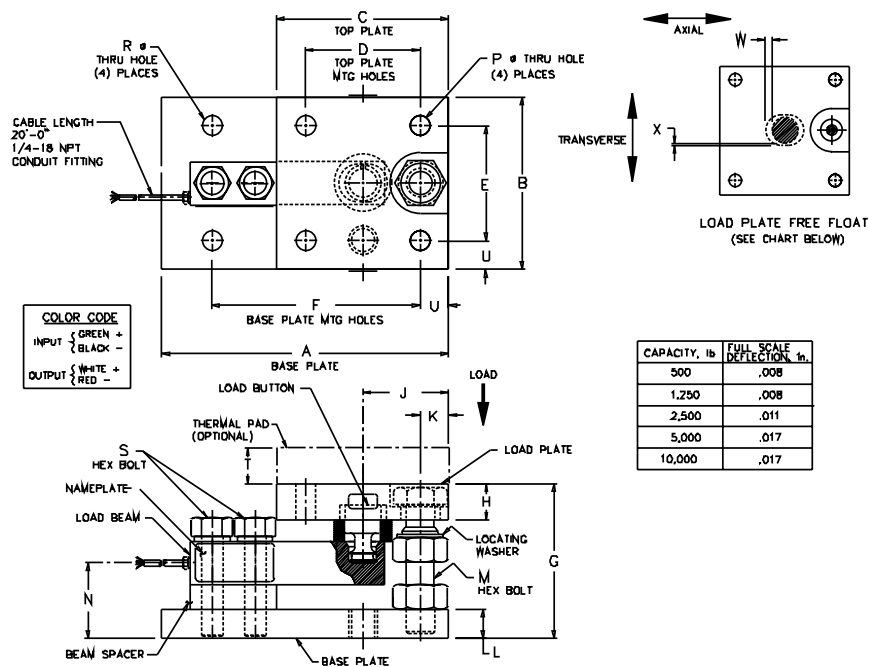 C
TOP PLATE
D
TOP PLATE
MTG HOLES
R ø
THRU HOLE
(4) PLACES
P ø THRU HOLE
(4) PLACES
CABLE LENGTH
20'-0"
1/4-18 NPT
CONDUIT FITTING
E
B
U
F
U
BASE PLATE MTG HOLES
A
BASE PLATE
AXIAL
W
X
TRANSVERSE
LOAD PLATE FREE FLOAT
(SEE CHART BELOW)
COLOR CODE
INPUT { GREEN +
BLACK -
OUTPUT { WHITE +
RED -
CAPACITY, lb FULL SCALE DEFLECTION, in.
500 .008
1,250 .008
2,500 .011
5,000 .017
10,000 .017
LOAD BUTTON
J
LOAD
K
THERMAL PAD
(OPTIONAL)
T
LOAD PLATE
S
HEX BOLT
NAMEPLATE
LOAD BEAM
H
G
LOCATING
WASHER
M
HEX BOLT
N
L
BEAM SPACER
BASE PLATE